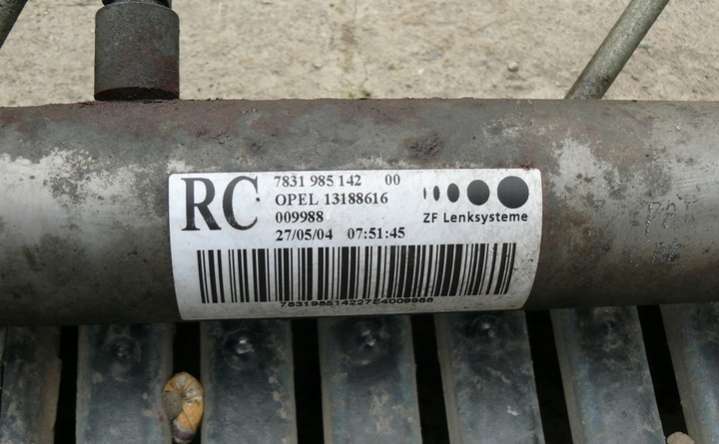 RC
7831 985 142 00
OPEL 13188616
009988
27/05/04 07:51:45
ZF Lenksysteme